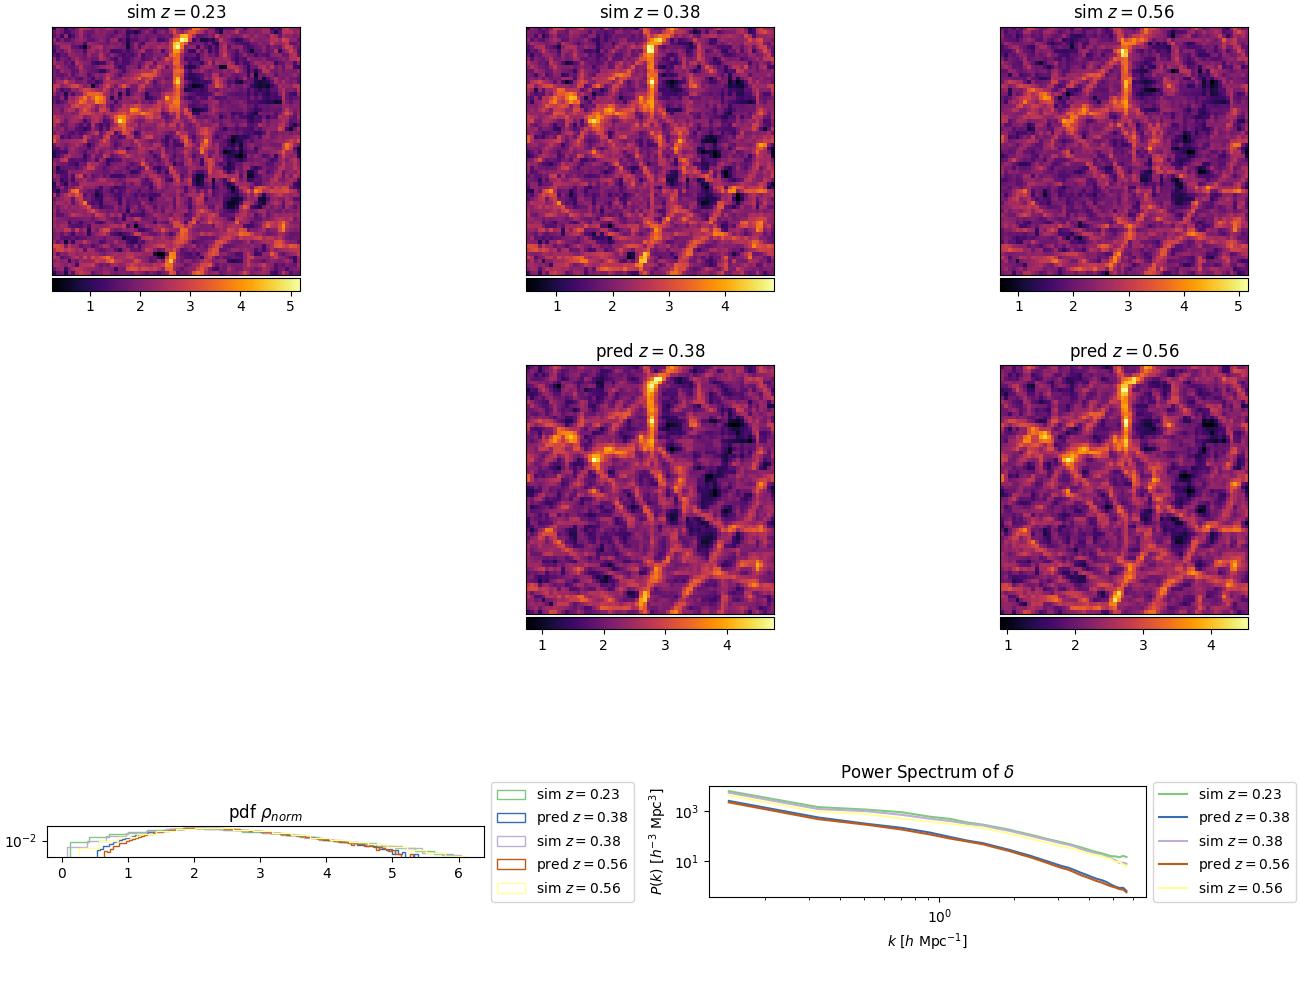 sim z = 0.23
sim z = 0.38
sim z = 0.56
1 2 3 4 5
1 2 3 4
1 2 3 4 5
pred z = 0.38
pred z = 0.56
1 2 3 4
1 2 3 4
pdf ρnorm
10⁻²
0 1 2 3 4 5 6
sim z = 0.23
pred z = 0.38
sim z = 0.38
pred z = 0.56
sim z = 0.56
Power Spectrum of δ
P(k) [h⁻³ Mpc³]
10³
10¹
10⁰
k [h Mpc⁻¹]
sim z = 0.23
pred z = 0.38
sim z = 0.38
pred z = 0.56
sim z = 0.56